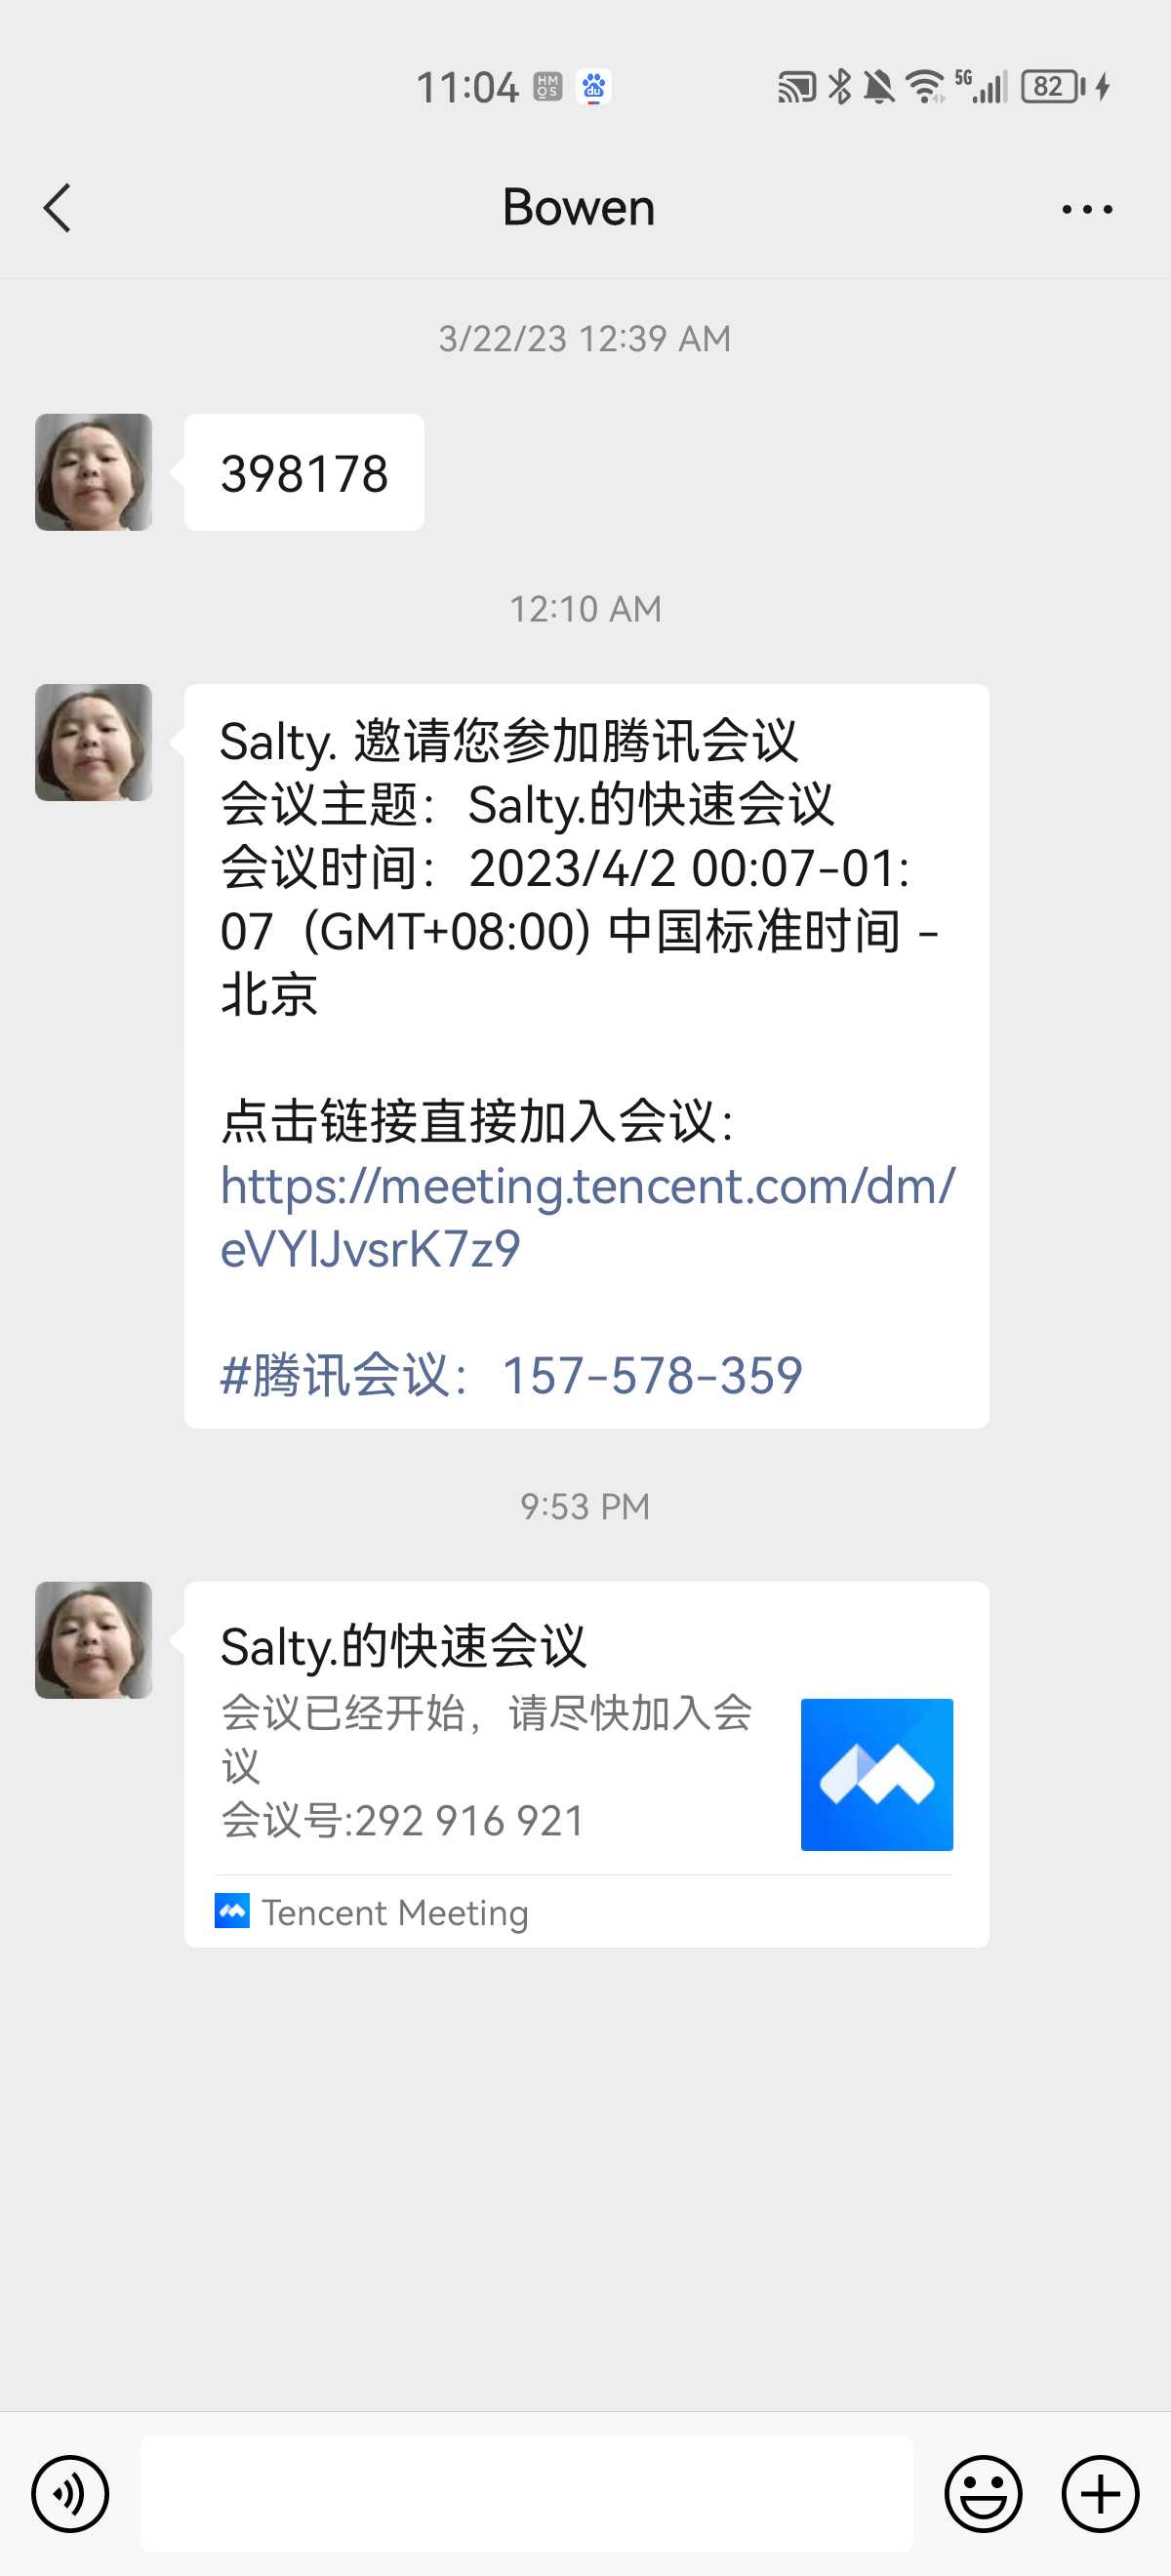 11:04 HM OS du 5G 82
Bowen
3/22/23 12:39 AM
398178
12:10 AM
Salty. 邀请您参加腾讯会议
会议主题：Salty.的快速会议
会议时间：2023/4/2 00:07-01:
07  (GMT+08:00) 中国标准时间 -
北京
点击链接直接加入会议：
https://meeting.tencent.com/dm/
eVYIJvsrK7z9
#腾讯会议：157-578-359
9:53 PM
Salty.的快速会议
会议已经开始，请尽快加入会
议
会议号:292 916 921
Tencent Meeting